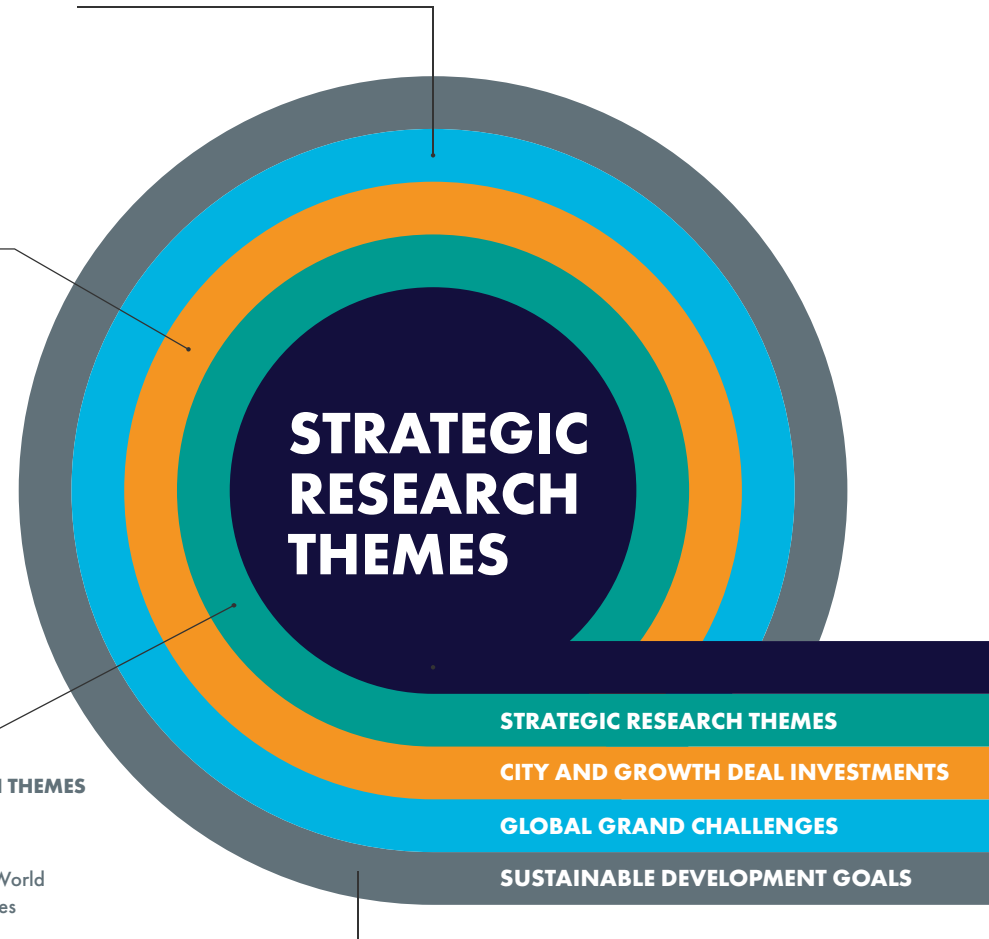 STRATEGIC
RESEARCH
THEMES
STRATEGIC RESEARCH THEMES
CITY AND GROWTH DEAL INVESTMENTS
GLOBAL GRAND CHALLENGES
SUSTAINABLE DEVELOPMENT GOALS
THEMES
World